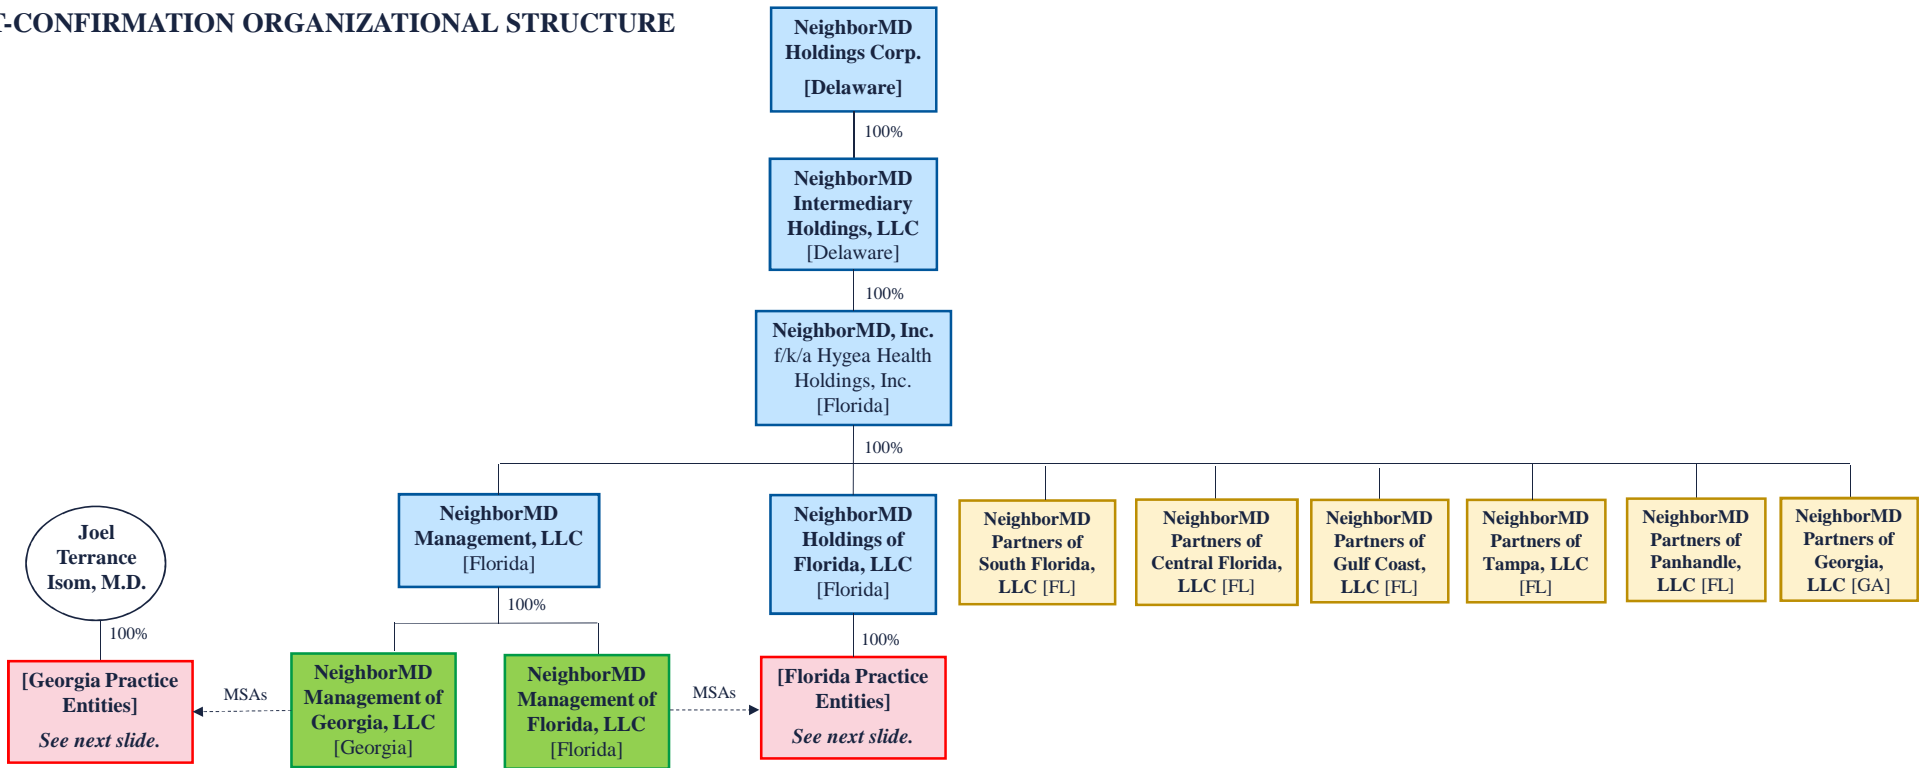 T-CONFIRMATION ORGANIZATIONAL STRUCTURE
NeighborMD
Holdings Corp.
[Delaware]
100%
NeighborMD
Intermediary
Holdings, LLC
[Delaware]
100%
NeighborMD, Inc.
f/k/a Hygea Health
Holdings, Inc.
[Florida]
100%
Joel
Terrance
Isom, M.D.
100%
NeighborMD
Management, LLC
[Florida]
100%
NeighborMD
Holdings of
Florida, LLC
[Florida]
100%
NeighborMD
Partners of
South Florida,
LLC [FL]
NeighborMD
Partners of
Central Florida,
LLC [FL]
NeighborMD
Partners of
Gulf Coast,
LLC [FL]
NeighborMD
Partners of
Tampa, LLC
[FL]
NeighborMD
Partners of
Panhandle,
LLC [FL]
NeighborMD
Partners of
Georgia,
LLC [GA]
[Georgia Practice
Entities]
See next slide.
MSAs
NeighborMD
Management of
Georgia, LLC
[Georgia]
NeighborMD
Management of
Florida, LLC
[Florida]
MSAs
[Florida Practice
Entities]
See next slide.